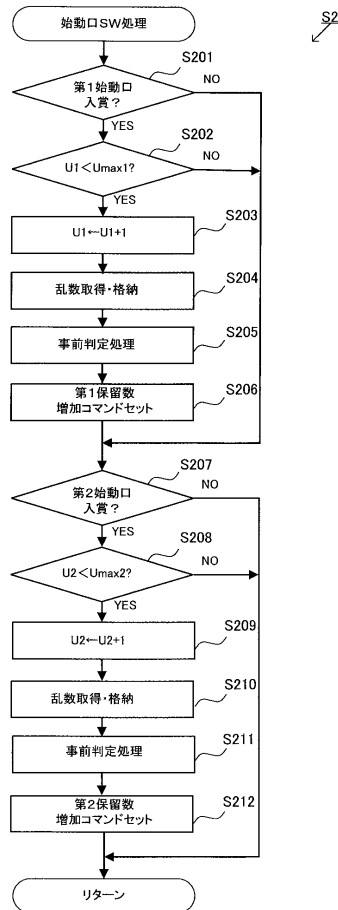 S2
始動口SW処理
S201
第1始動口
入賞？
NO
YES
S202
U1＜Umax1?
NO
YES
S203
U1←U1+1
S204
乱数取得・格納
S205
事前判定処理
S206
第1保留数
増加コマンドセット
S207
第2始動口
入賞？
NO
YES
S208
U2＜Umax2?
NO
YES
S209
U2←U2+1
S210
乱数取得・格納
S211
事前判定処理
S212
第2保留数
増加コマンドセット
リターン